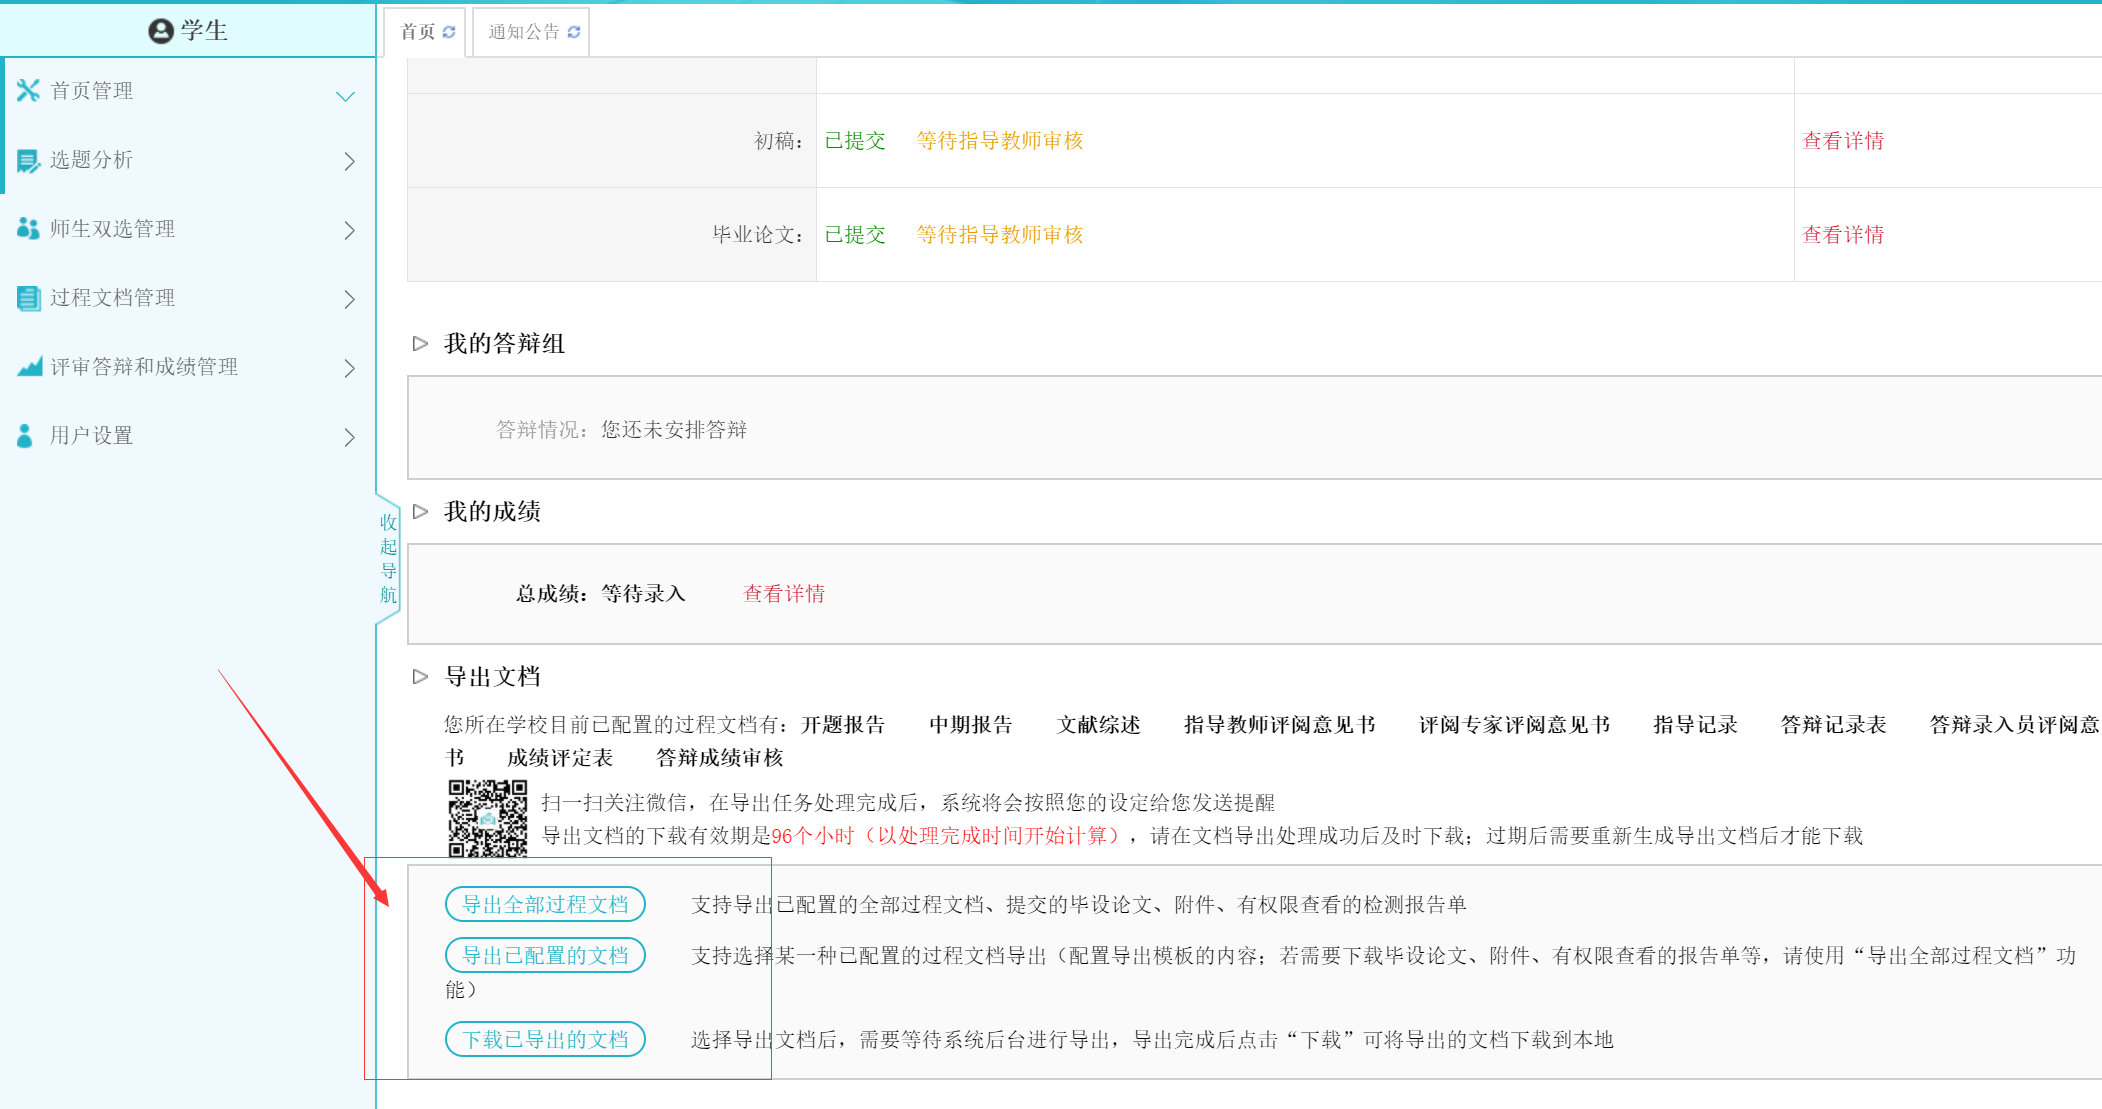 学生
首页
通知公告
首页管理
选题分析
师生双选管理
过程文档管理
评审答辩和成绩管理
用户设置
收起导航
初稿： 已提交 等待指导教师审核 查看详情
毕业论文： 已提交 等待指导教师审核 查看详情
我的答辩组
答辩情况：您还未安排答辩
我的成绩
总成绩：等待录入 查看详情
导出文档
您所在学校目前已配置的过程文档有：开题报告 中期报告 文献综述 指导教师评阅意见书 评阅专家评阅意见书 指导记录 答辩记录表 答辩录入员评阅意
书 成绩评定表 答辩成绩审核
扫一扫关注微信，在导出任务处理完成后，系统将会按照您的设定给您发送提醒
导出文档的下载有效期是96个小时（以处理完成时间开始计算），请在文档导出处理成功后及时下载；过期后需要重新生成导出文档后才能下载
导出全部过程文档 支持导出已配置的全部过程文档、提交的毕设论文、附件、有权限查看的检测报告单
导出已配置的文档 支持选择某一种已配置的过程文档导出（配置导出模板的内容；若需要下载毕设论文、附件、有权限查看的报告单等，请使用“导出全部过程文档”功
能）
下载已导出的文档 选择导出文档后，需要等待系统后台进行导出，导出完成后点击“下载”可将导出的文档下载到本地